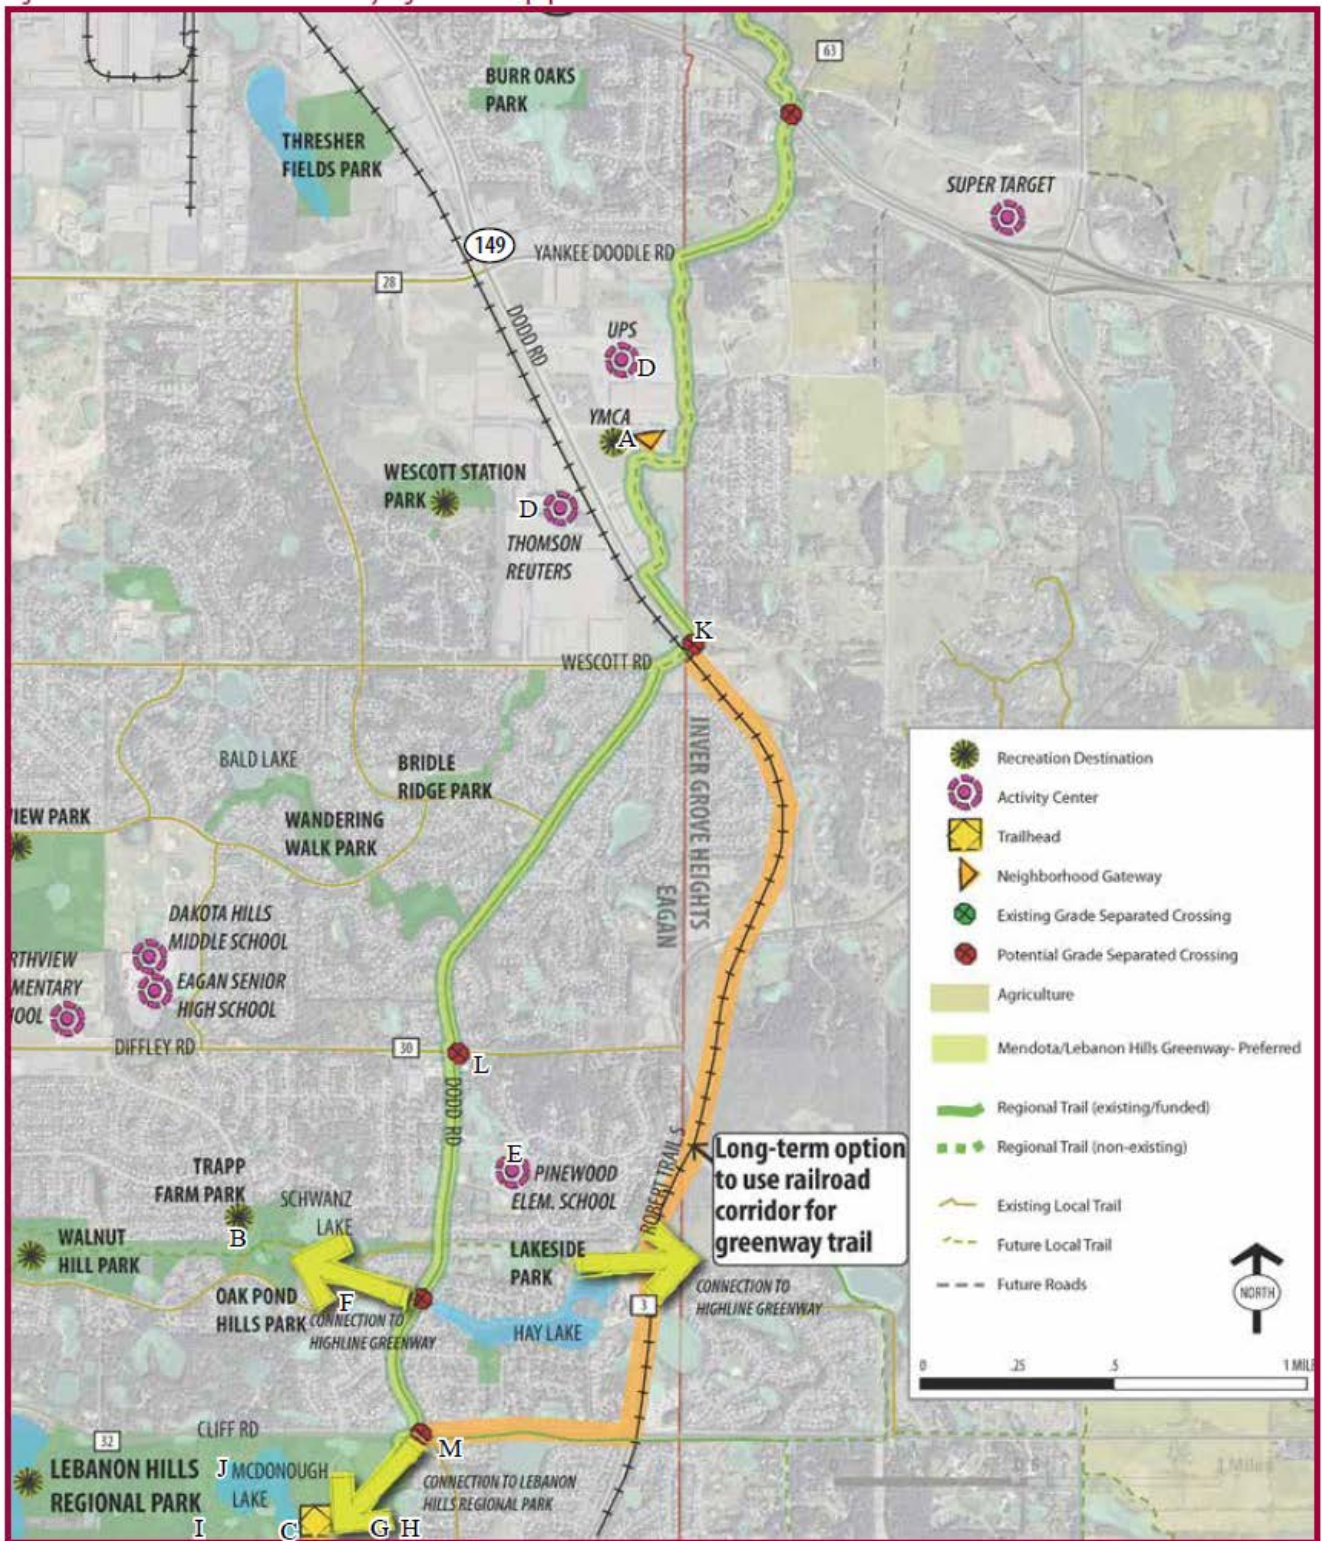 63
BURR OAKS
PARK
THRESHER
FIELDS PARK
SUPER TARGET
149
YANKEE DOODLE RD
28
DODD RD
UPS
D
YMCA
A
WESCOTT STATION
PARK
D
THOMSON
REUTERS
K
WESCOTT RD
INVER GROVE HEIGHTS
EAGAN
BALD LAKE
BRIDLE
RIDGE PARK
WANDERING
WALK PARK
IEW PARK
DAKOTA HILLS
MIDDLE SCHOOL
RTHVIEW
MENTARY
OOL
EAGAN SENIOR
HIGH SCHOOL
DIFFLEY RD
30
L
DODD RD
E
PINEWOOD
ELEM. SCHOOL
ROBERT TRAIL S
Long-term option
to use railroad
corridor for
greenway trail
TRAPP
FARM PARK
SCHWANZ
LAKE
B
WALNUT
HILL PARK
LAKESIDE
PARK
OAK POND
HILLS PARK
F
CONNECTION TO
HIGHLINE GREENWAY
CONNECTION TO
HIGHLINE GREENWAY
3
HAY LAKE
CLIFF RD
32
M
LEBANON HILLS
REGIONAL PARK
J
MCDONOUGH
LAKE
CONNECTION TO LEBANON
HILLS REGIONAL PARK
I
C
G
H
Recreation Destination
Activity Center
Trailhead
Neighborhood Gateway
Existing Grade Separated Crossing
Potential Grade Separated Crossing
Agriculture
Mendota/Lebanon Hills Greenway- Preferred
Regional Trail (existing/funded)
Regional Trail (non-existing)
Existing Local Trail
Future Local Trail
Future Roads
NORTH
0 .25 .5 1 MILE
1 Miles